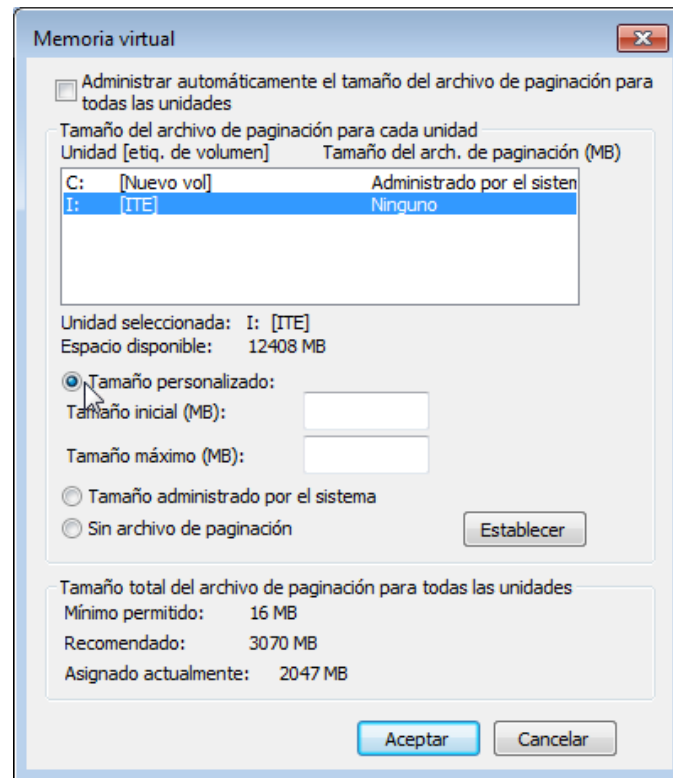 Memoria virtual
Administrar automáticamente el tamaño del archivo de paginación para
todas las unidades
Tamaño del archivo de paginación para cada unidad
Unidad [etiq. de volumen] Tamaño del arch. de paginación (MB)
C: [Nuevo vol] Administrado por el sistem
I: [ITE] Ninguno
Unidad seleccionada: I: [ITE]
Espacio disponible: 12408 MB
Tamaño personalizado:
Tamaño inicial (MB):
Tamaño máximo (MB):
Tamaño administrado por el sistema
Sin archivo de paginación Establecer
Tamaño total del archivo de paginación para todas las unidades
Mínimo permitido: 16 MB
Recomendado: 3070 MB
Asignado actualmente: 2047 MB
Aceptar Cancelar